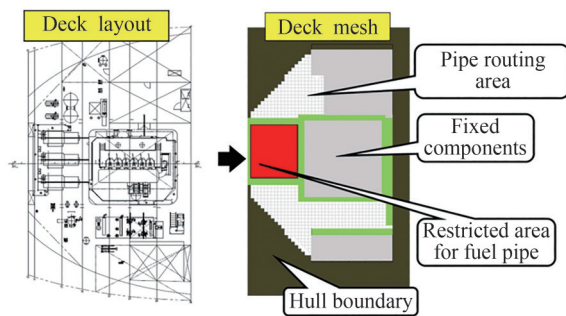 Deck layout
Deck mesh
Pipe routing
area
Fixed
components
Restricted area
for fuel pipe
Hull boundary